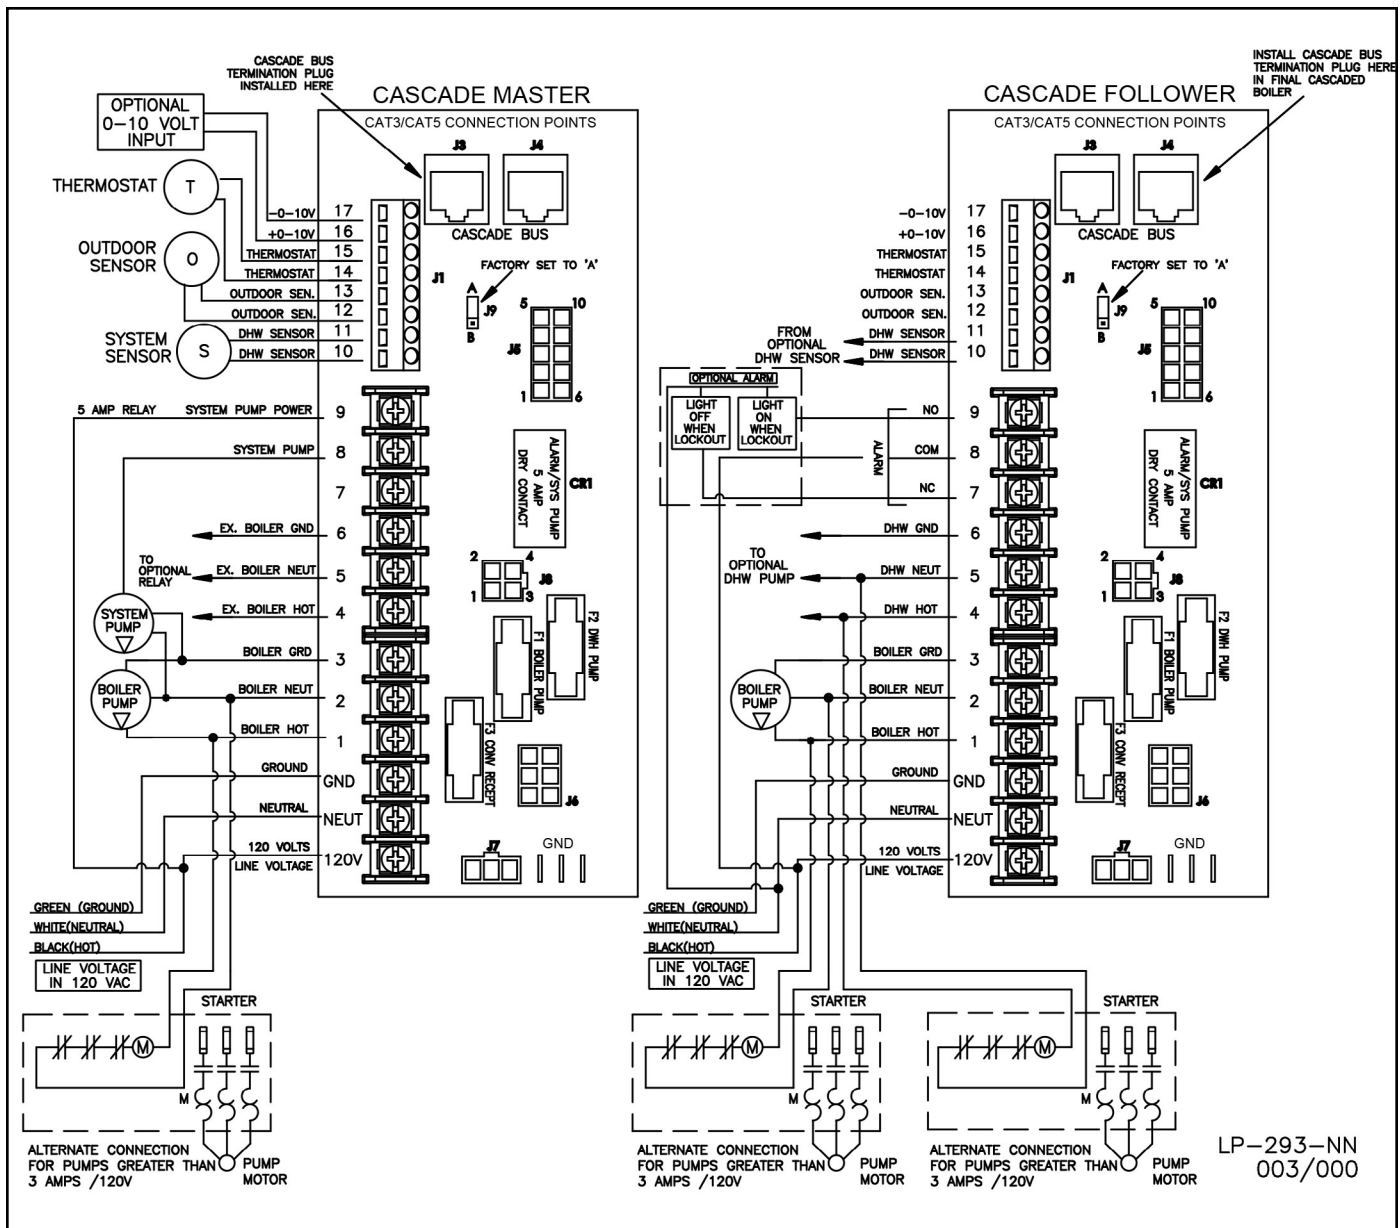 CASCADE BUS
TERMINATION PLUG
INSTALLED HERE
OPTIONAL
0-10 VOLT
INPUT
CASCADE MASTER
CAT3/CAT5 CONNECTION POINTS
J3
J4
THERMOSTAT
T
OUTDOOR
SENSOR
O
SYSTEM
SENSOR
S
-0-10V
17
+0-10V
16
THERMOSTAT
15
THERMOSTAT
14
OUTDOOR SEN.
13
OUTDOOR SEN.
12
DHW SENSOR
11
DHW SENSOR
10
CASCADE BUS
J1
FACTORY SET TO 'A'
A
J9
B
5
10
J5
1
6
5 AMP RELAY
SYSTEM PUMP POWER
9
SYSTEM PUMP
8
7
EX. BOILER GND
6
TO
OPTIONAL
RELAY
EX. BOILER NEUT
5
EX. BOILER HOT
4
SYSTEM
PUMP
BOILER GRD
3
BOILER
PUMP
BOILER NEUT
2
BOILER HOT
1
GROUND
GND
NEUTRAL
NEUT
120 VOLTS
120V
LINE VOLTAGE
ALARM/SYS PUMP
5 AMP
DRY CONTACT
CR1
2
4
J8
1
3
F2 DWH PUMP
F1 BOILER PUMP
F3 CONV RECEPT
J6
J7
GND
GREEN (GROUND)
WHITE(NEUTRAL)
BLACK(HOT)
LINE VOLTAGE
IN 120 VAC
STARTER
M
M
ALTERNATE CONNECTION
FOR PUMPS GREATER THAN
3 AMPS /120V
PUMP
MOTOR
INSTALL CASCADE BUS
TERMINATION PLUG HERE
IN FINAL CASCADED
BOILER
CASCADE FOLLOWER
CAT3/CAT5 CONNECTION POINTS
J3
J4
-0-10V
17
+0-10V
16
THERMOSTAT
15
THERMOSTAT
14
OUTDOOR SEN.
13
OUTDOOR SEN.
12
DHW SENSOR
11
DHW SENSOR
10
FROM
OPTIONAL
DHW SENSOR
CASCADE BUS
J1
FACTORY SET TO 'A'
A
J9
B
5
10
J5
1
6
OPTIONAL ALARM
LIGHT
OFF
WHEN
LOCKOUT
LIGHT
ON
WHEN
LOCKOUT
ALARM
NO
9
COM
8
NC
7
DHW GND
6
TO
OPTIONAL
DHW PUMP
DHW NEUT
5
DHW HOT
4
BOILER GRD
3
BOILER
PUMP
BOILER NEUT
2
BOILER HOT
1
GROUND
GND
NEUTRAL
NEUT
120 VOLTS
120V
LINE VOLTAGE
ALARM/SYS PUMP
5 AMP
DRY CONTACT
CR1
2
4
J8
1
3
F2 DWH PUMP
F1 BOILER PUMP
F3 CONV RECEPT
J6
J7
GND
GREEN (GROUND)
WHITE(NEUTRAL)
BLACK(HOT)
LINE VOLTAGE
IN 120 VAC
STARTER
M
M
ALTERNATE CONNECTION
FOR PUMPS GREATER THAN
3 AMPS /120V
PUMP
MOTOR
STARTER
M
M
ALTERNATE CONNECTION
FOR PUMPS GREATER THAN
3 AMPS /120V
PUMP
MOTOR
LP-293-NN
003/000